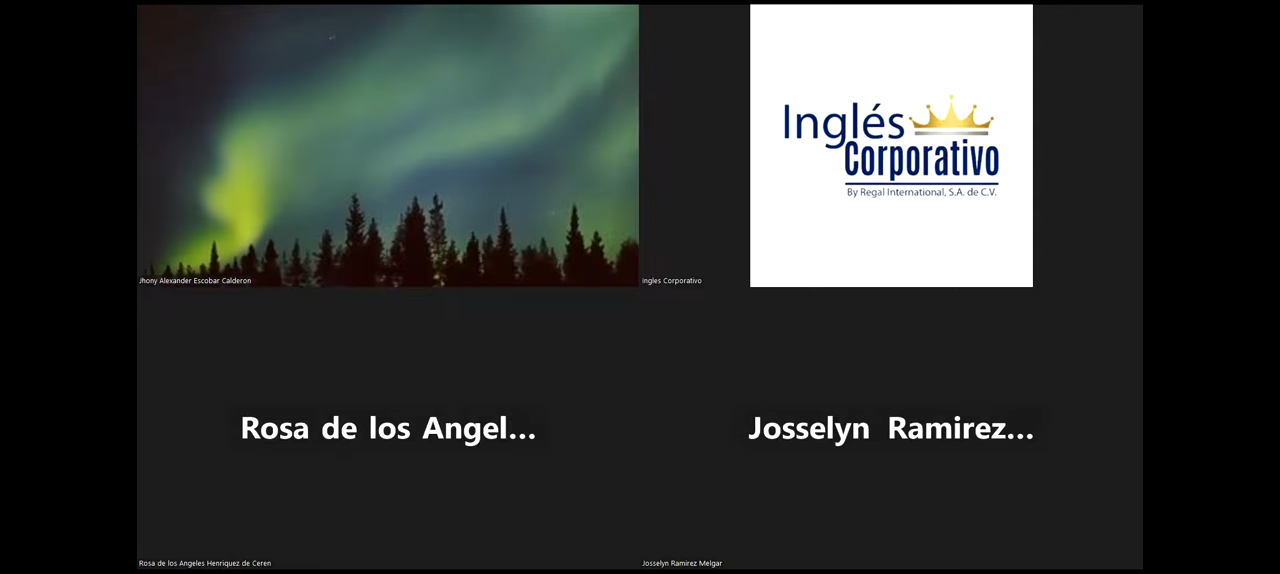 Inglés
Corporativo
By Regal International, S.A. de C.V.
Jhony Alexander Escobar Calderon
Ingles Corporativo
Rosa de los Angel...
Josselyn Ramirez...
Rosa de los Angeles Henriquez de Ceren
Josselyn Ramirez Melgar